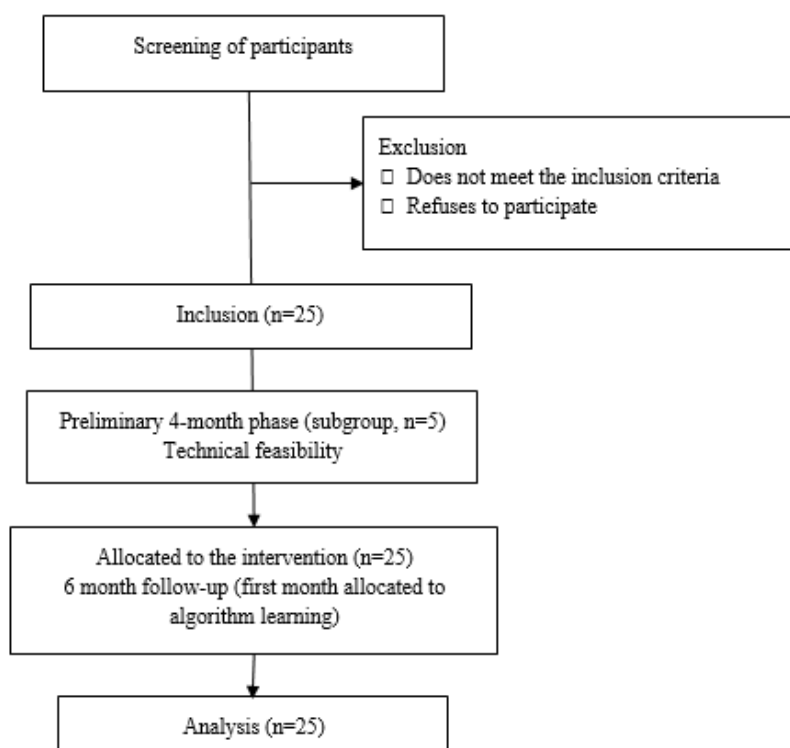 Screening of participants
Exclusion
□ Does not meet the inclusion criteria
□ Refuses to participate
Inclusion (n=25)
Preliminary 4-month phase (subgroup, n=5)
Technical feasibility
Allocated to the intervention (n=25)
6 month follow-up (first month allocated to
algorithm learning)
Analysis (n=25)